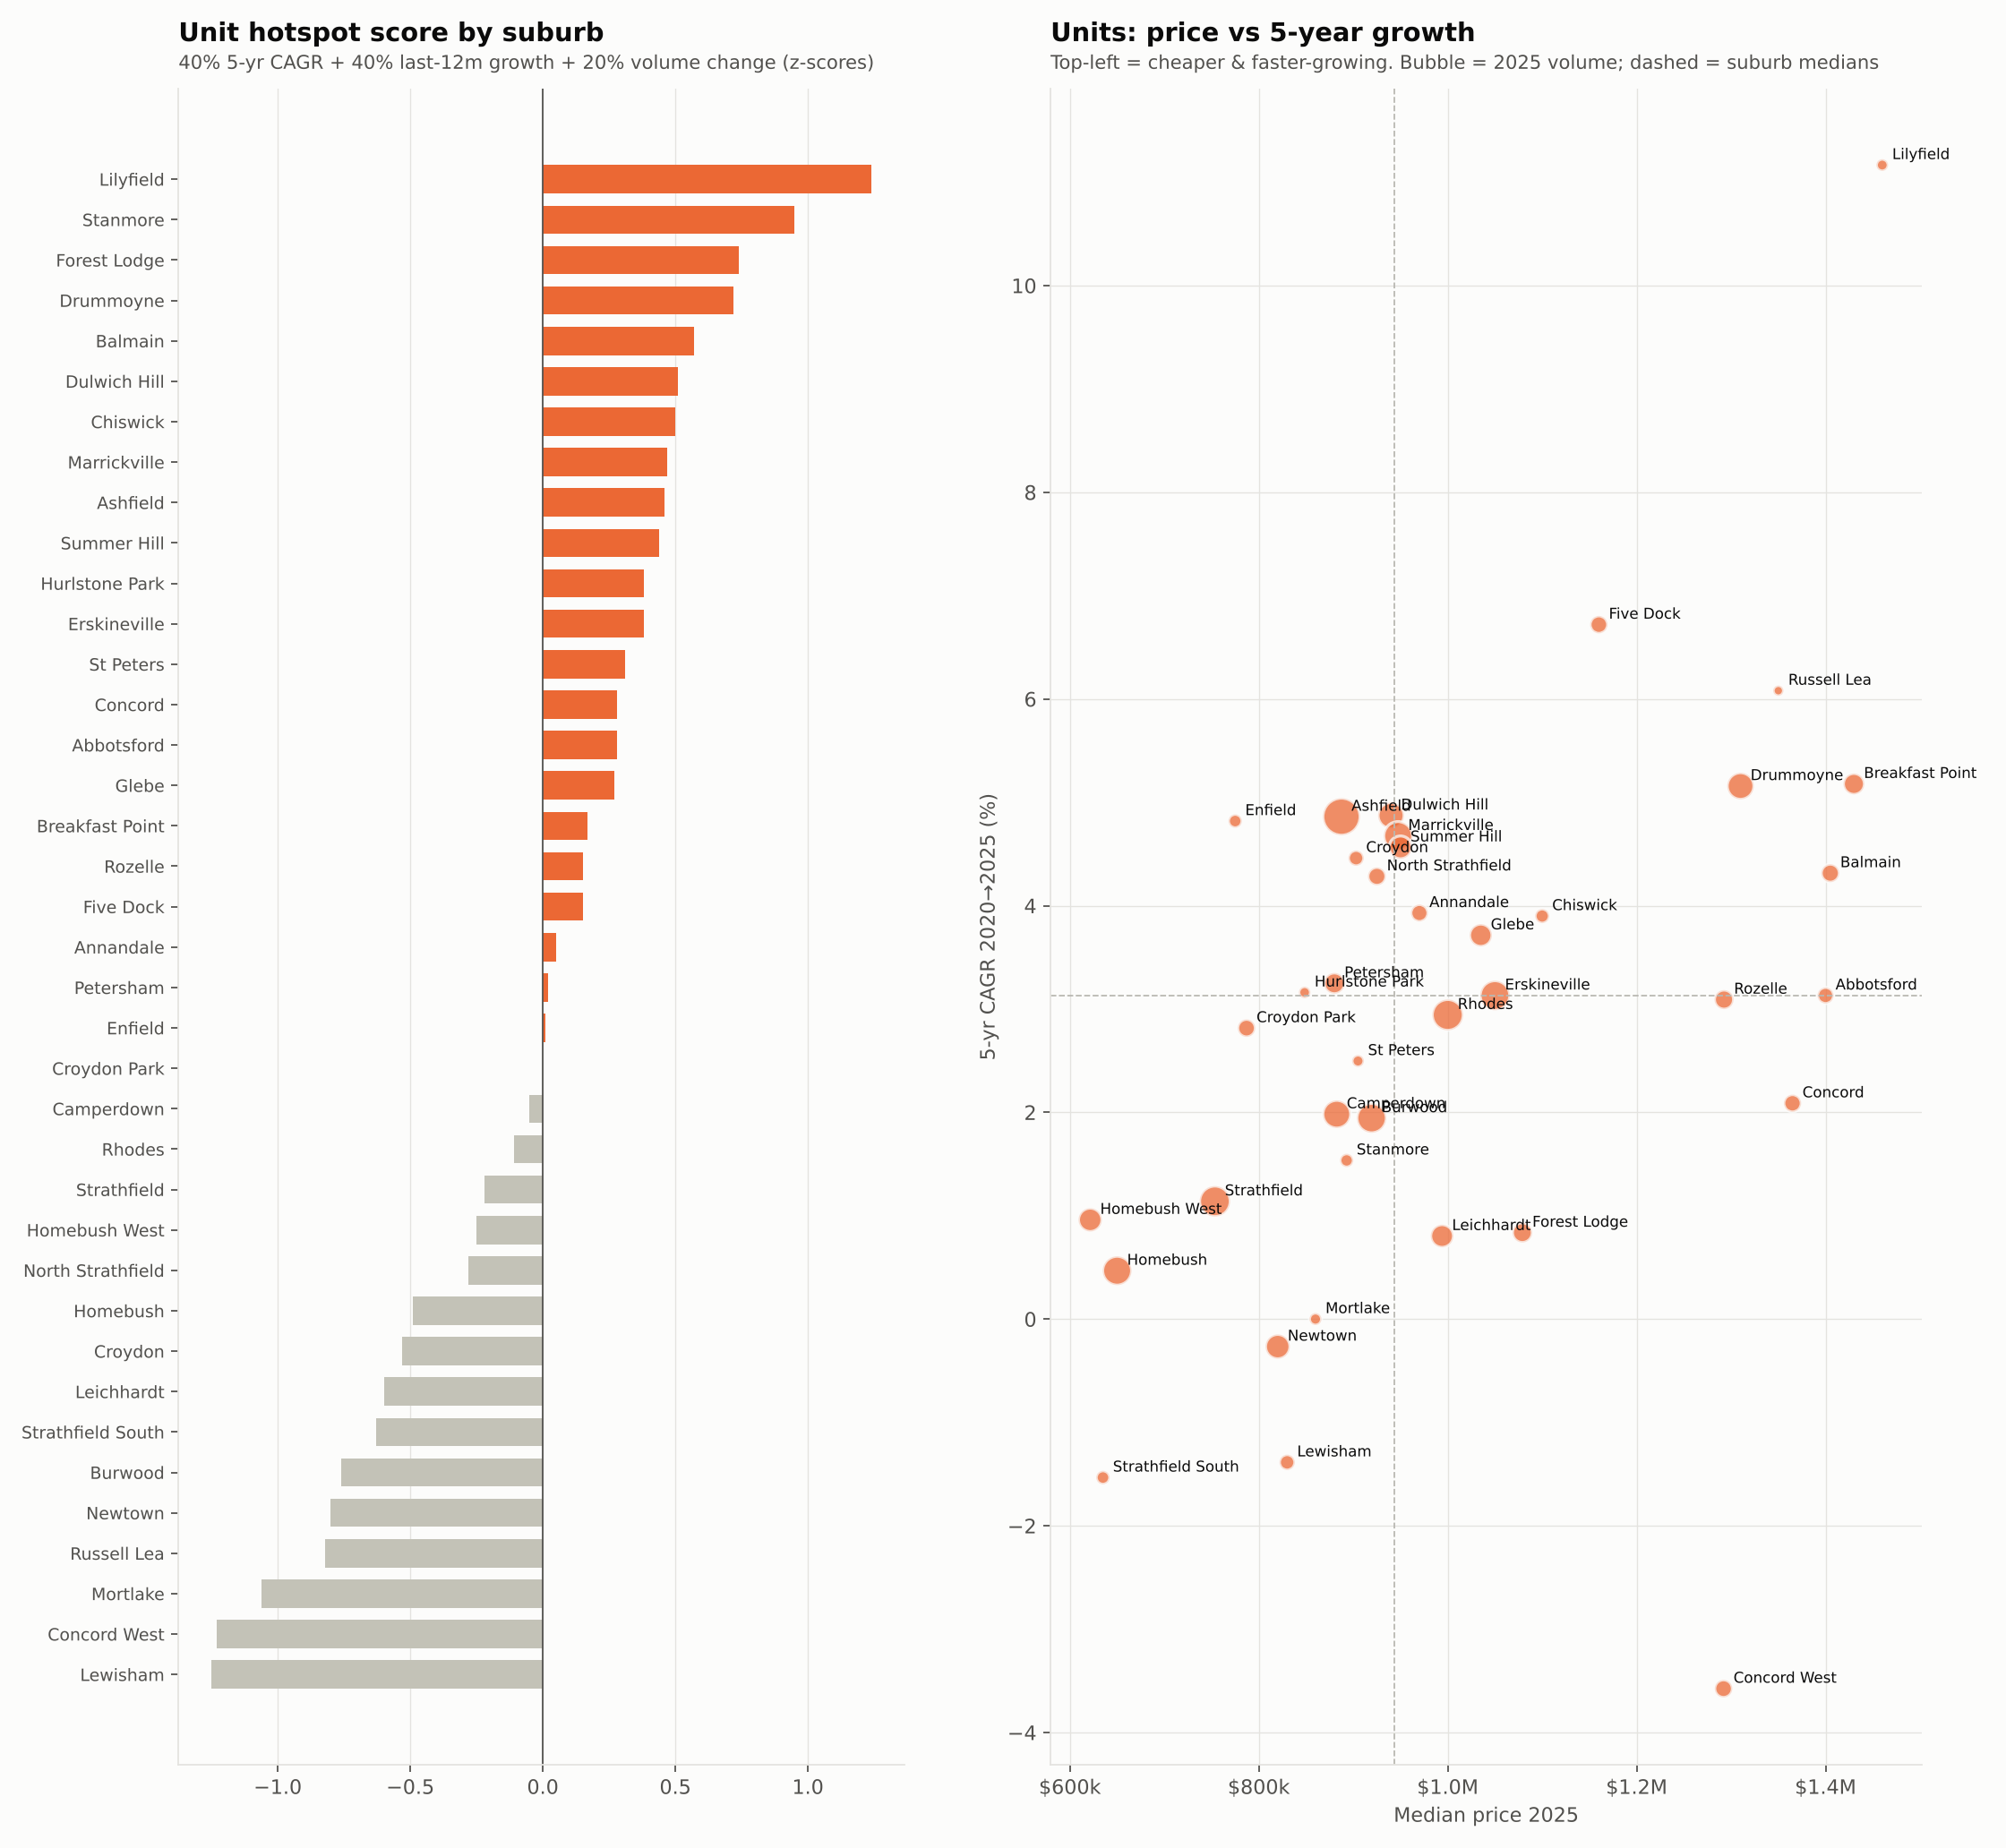 Unit hotspot score by suburb
40% 5-yr CAGR + 40% last-12m growth + 20% volume change (z-scores)
Lilyfield
Stanmore
Forest Lodge
Drummoyne
Balmain
Dulwich Hill
Chiswick
Marrickville
Ashfield
Summer Hill
Hurlstone Park
Erskineville
St Peters
Concord
Abbotsford
Glebe
Breakfast Point
Rozelle
Five Dock
Annandale
Petersham
Enfield
Croydon Park
Camperdown
Rhodes
Strathfield
Homebush West
North Strathfield
Homebush
Croydon
Leichhardt
Strathfield South
Burwood
Newtown
Russell Lea
Mortlake
Concord West
Lewisham
−1.0 −0.5 0.0 0.5 1.0
Units: price vs 5-year growth
Top-left = cheaper & faster-growing. Bubble = 2025 volume; dashed = suburb medians
5-yr CAGR 2020→2025 (%)
10
8
6
4
2
0
−2
−4
Lilyfield
Five Dock
Russell Lea
Breakfast Point
Drummoyne
Enfield
Ashfield
Dulwich Hill
Marrickville
Summer Hill
Croydon
Balmain
North Strathfield
Annandale
Chiswick
Glebe
Petersham
Hurlstone Park
Erskineville
Abbotsford
Rozelle
Rhodes
Croydon Park
St Peters
Concord
Camperdown
Burwood
Stanmore
Strathfield
Homebush West
Forest Lodge
Leichhardt
Homebush
Mortlake
Newtown
Lewisham
Strathfield South
Concord West
$600k $800k $1.0M $1.2M $1.4M
Median price 2025